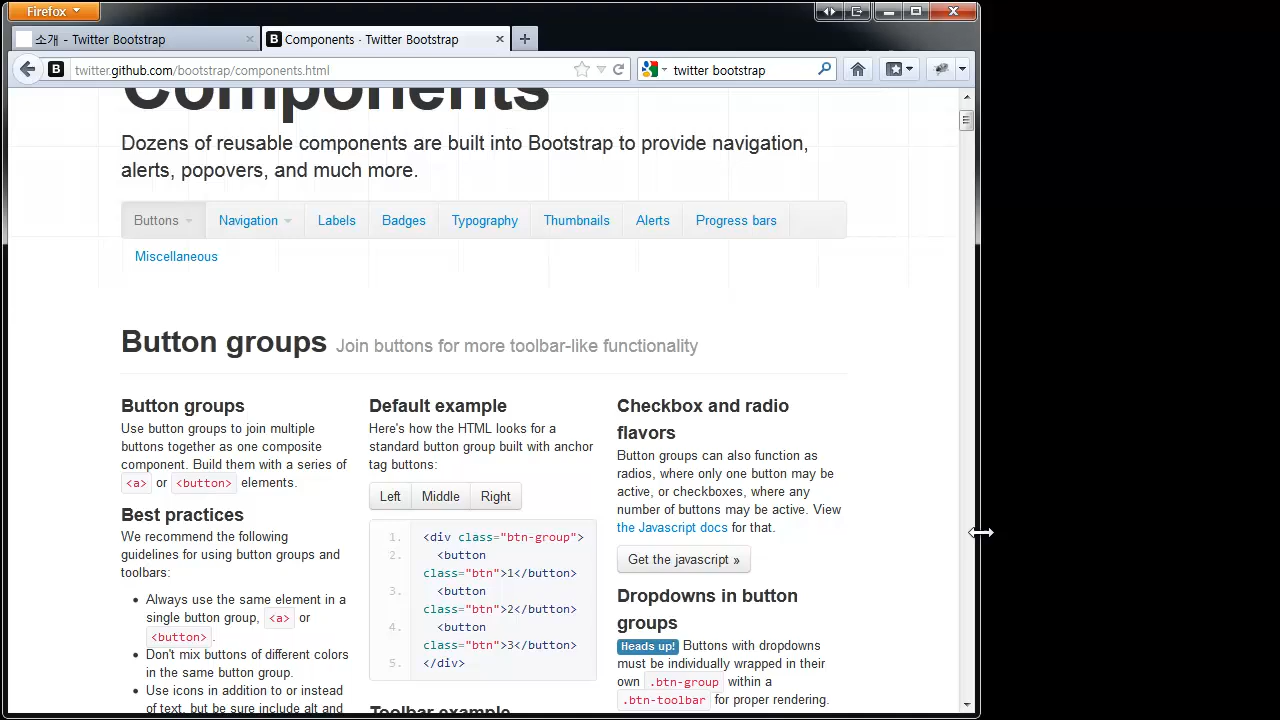 Firefox
소개 - Twitter Bootstrap
B Components · Twitter Bootstrap
B twitter.github.com/bootstrap/components.html
twitter bootstrap
Components
Dozens of reusable components are built into Bootstrap to provide navigation,
alerts, popovers, and much more.
Buttons Navigation Labels Badges Typography Thumbnails Alerts Progress bars
Miscellaneous
Button groups Join buttons for more toolbar-like functionality
Button groups
Use button groups to join multiple
buttons together as one composite
component. Build them with a series of
<a> or <button> elements.
Best practices
We recommend the following
guidelines for using button groups and
toolbars:
• Always use the same element in a
single button group, <a> or
<button>.
• Don't mix buttons of different colors
in the same button group.
• Use icons in addition to or instead
of text, but be sure include alt and
Default example
Here's how the HTML looks for a
standard button group built with anchor
tag buttons:
Left Middle Right
1. <div class="btn-group">
2. <button
class="btn">1</button>
3. <button
class="btn">2</button>
4. <button
class="btn">3</button>
5. </div>
Toolbar example
Checkbox and radio
flavors
Button groups can also function as
radios, where only one button may be
active, or checkboxes, where any
number of buttons may be active. View
the Javascript docs for that.
Get the javascript »
Dropdowns in button
groups
Heads up! Buttons with dropdowns
must be individually wrapped in their
own .btn-group within a
.btn-toolbar for proper rendering.